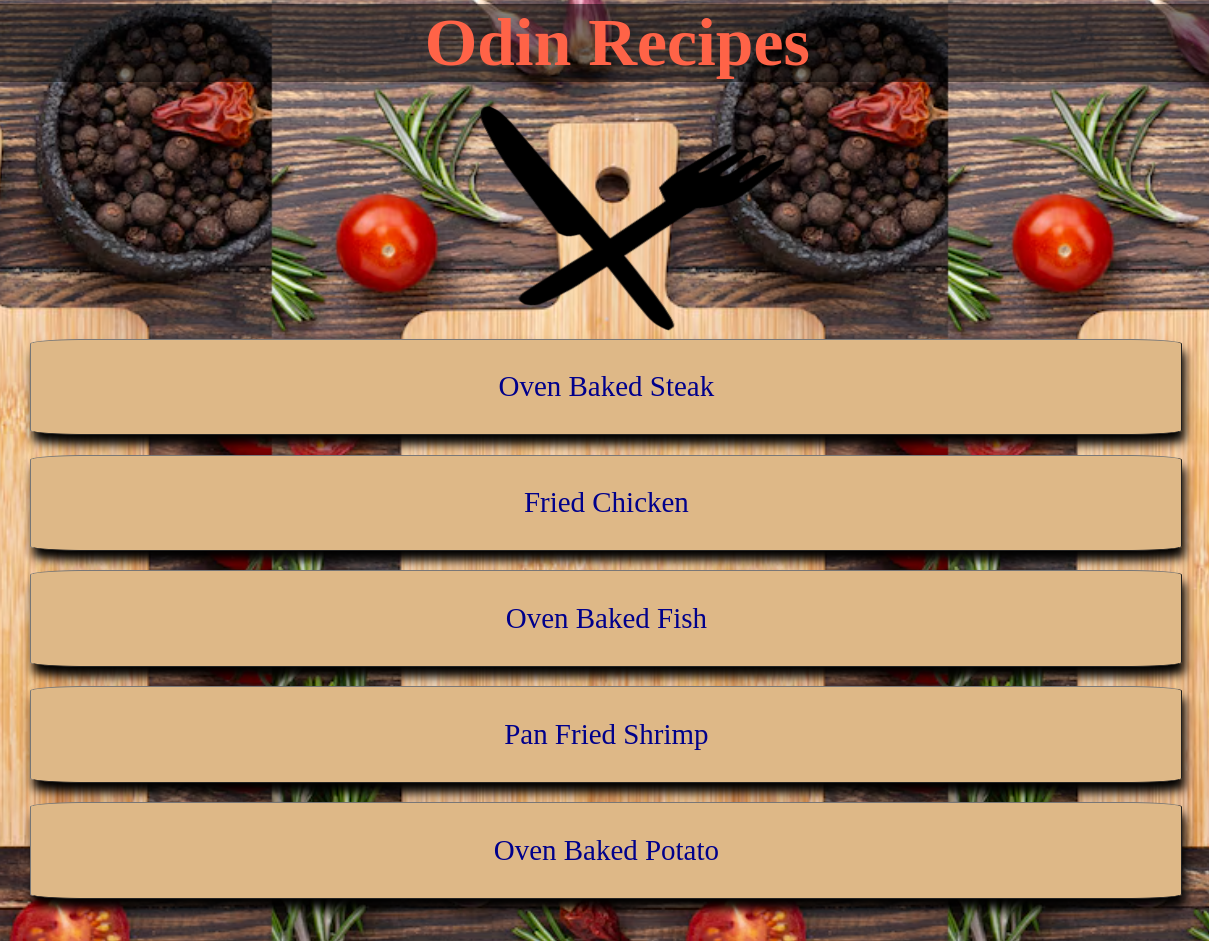 Odin Recipes
Oven Baked Steak
Fried Chicken
Oven Baked Fish
Pan Fried Shrimp
Oven Baked Potato